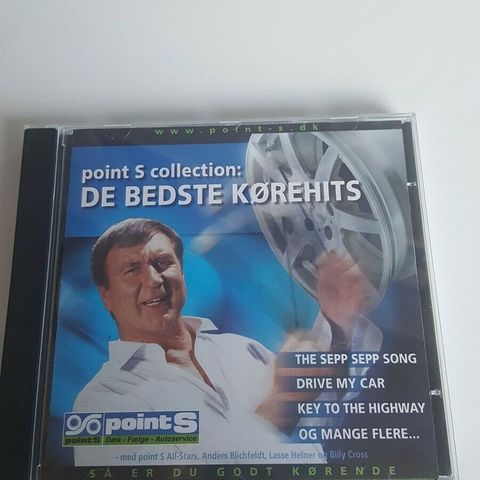 www.point-s.dk
point S collection:
DE BEDSTE KØREHITS
THE SEPP SEPP SONG
DRIVE MY CAR
KEY TO THE HIGHWAY
OG MANGE FLERE...
point S
point S
Dæk - Fælge - Autoservice
- med point S All-Stars, Anders Blichfeldt, Lasse Helner og Billy Cross
SÅ ER DU GODT KØRENDE